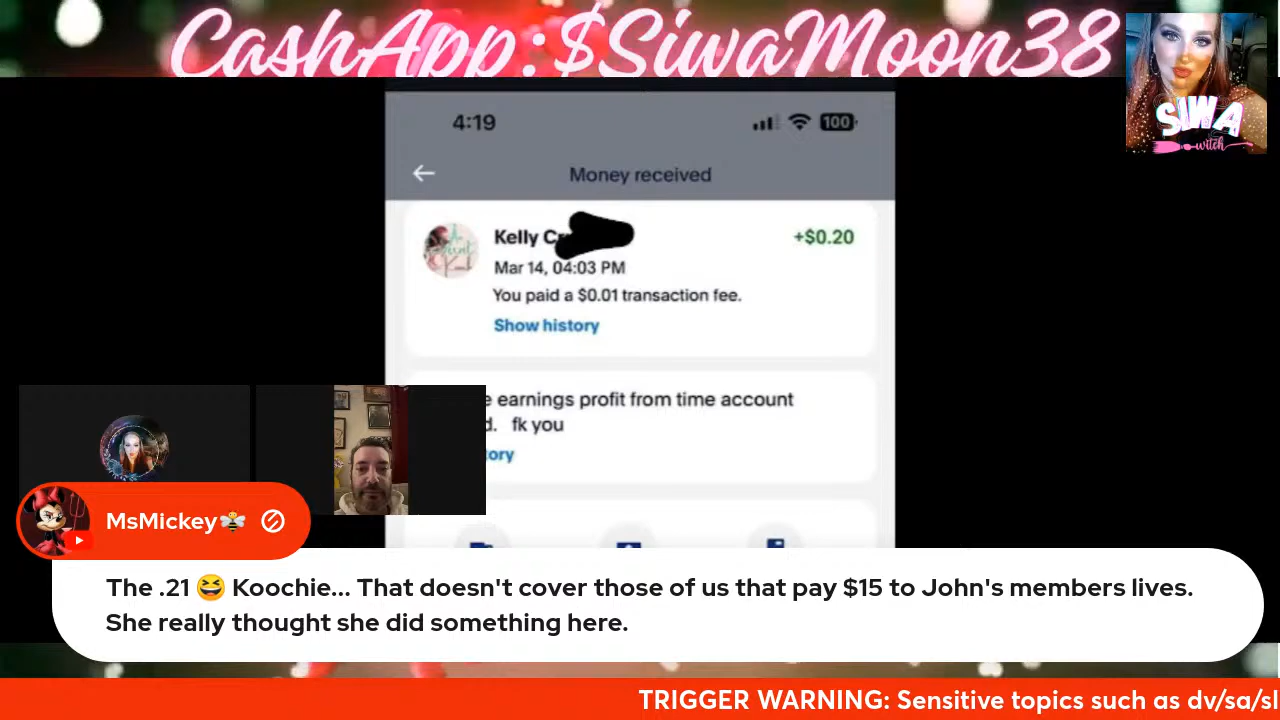 CashApp:$SiwaMoon38
SIWA
witch
4:19
100
Money received
Kelly
+$0.20
Mar 14, 04:03 PM
You paid a $0.01 transaction fee.
Show history
earnings profit from time account
fk you
MsMickey🐝
The .21 😆 Koochie... That doesn't cover those of us that pay $15 to John's members lives.
She really thought she did something here.
TRIGGER WARNING: Sensitive topics such as dv/sa/sl